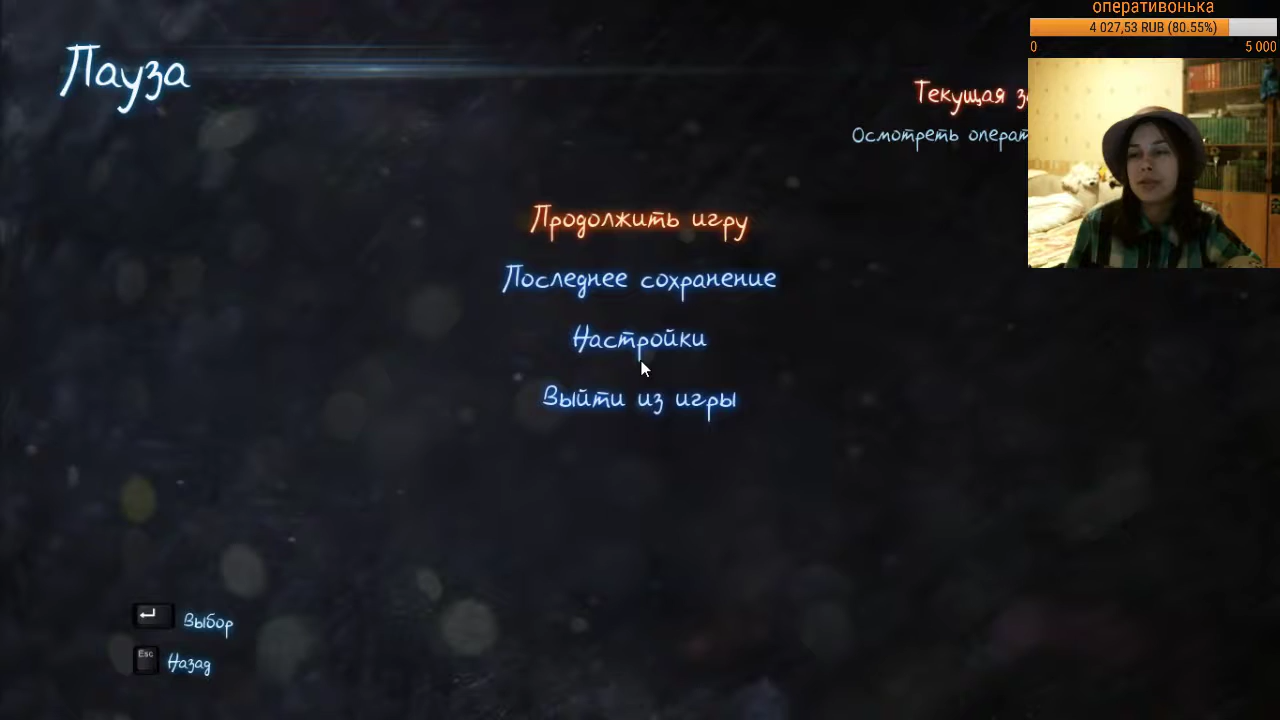 оперативонька
4 027,53 RUB (80.55%)
0
5 000
Пауза
Текущая
Осмотреть
Продолжить игру
Последнее сохранение
Настройки
Выйти из игры
Выбор
Esc
Назад